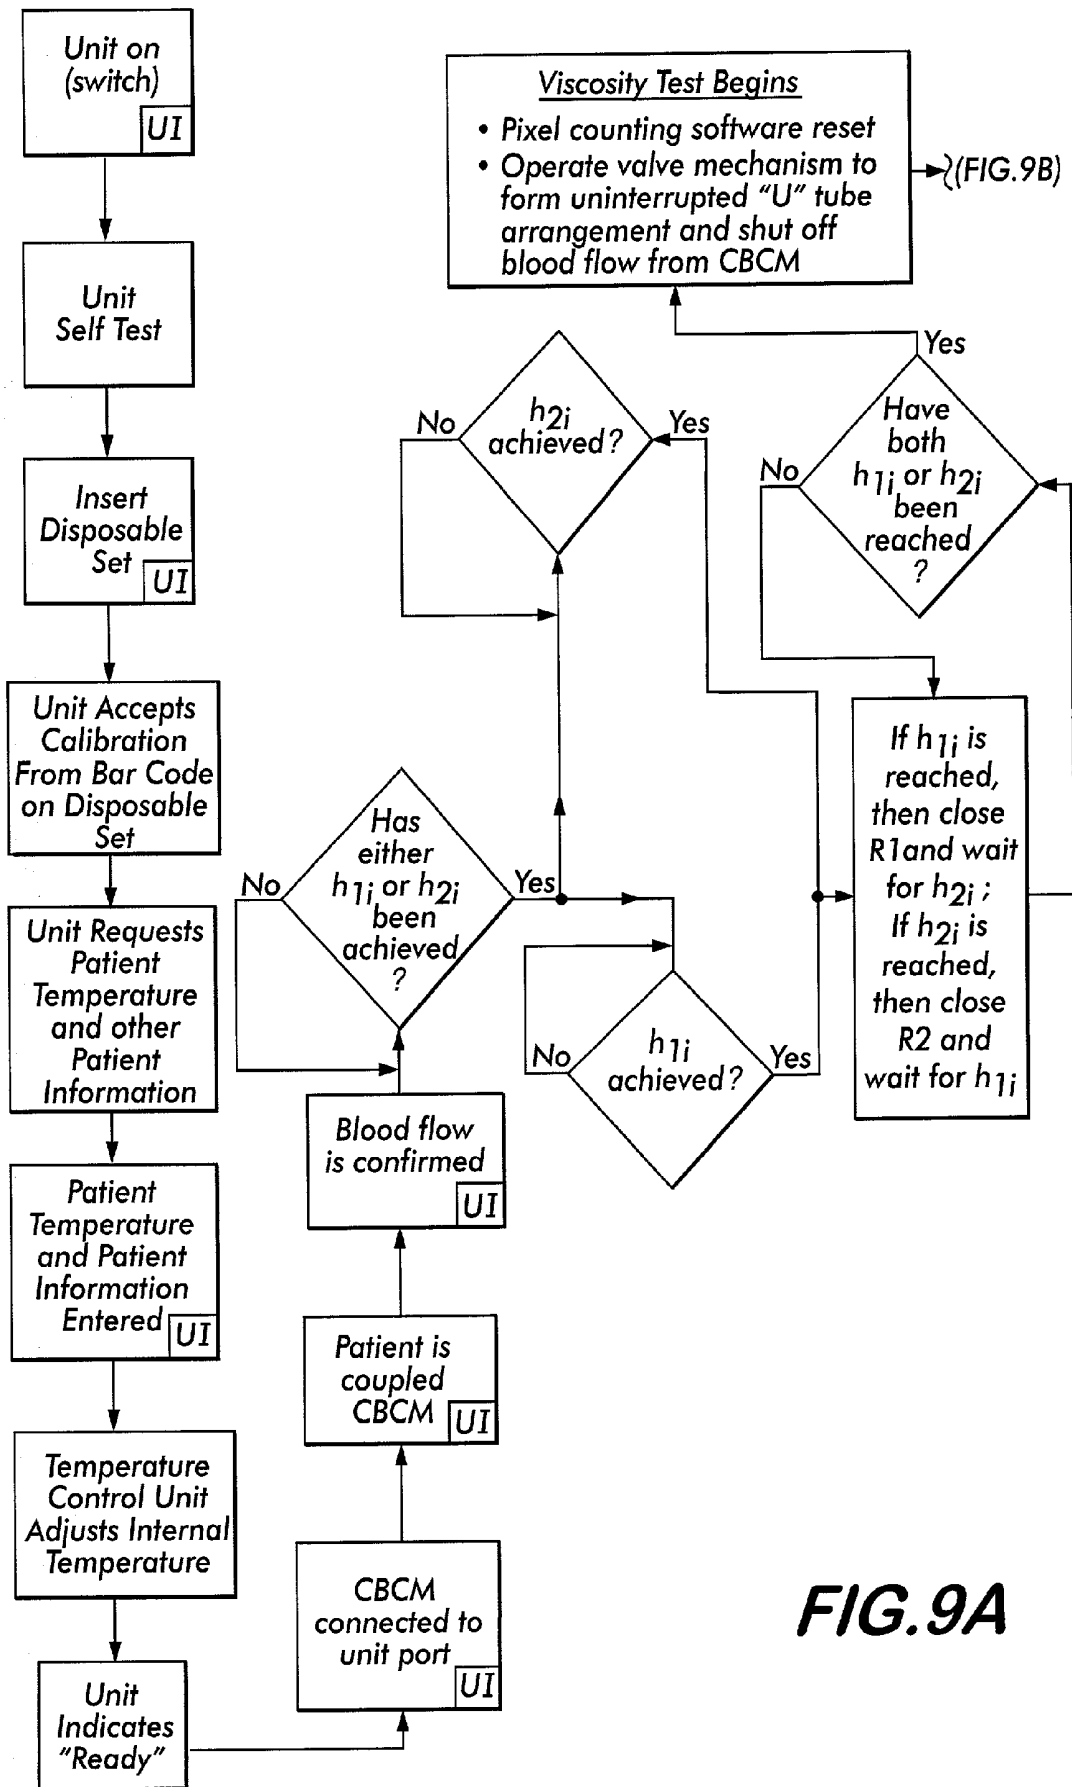 Unit on
(switch)
UI
Unit
Self Test
Insert
Disposable
Set
UI
Unit Accepts
Calibration
From Bar Code
on Disposable
Set
Unit Requests
Patient
Temperature
and other
Patient
Information
Patient
Temperature
and Patient
Information
Entered
UI
Temperature
Control Unit
Adjusts Internal
Temperature
Unit
Indicates
"Ready"
CBCM
connected to
unit port
UI
Patient is
coupled
CBCM
UI
Blood flow
is confirmed
UI
Has
either
h1i or h2i
been
achieved
?
No
Yes
h2i
achieved?
No
Yes
h1i
achieved?
No
Yes
If h1i is
reached,
then close
R1and wait
for h2i ;
If h2i is
reached,
then close
R2 and
wait for h1i
Have
both
h1i or h2i
been
reached
?
No
Yes
Viscosity Test Begins
• Pixel counting software reset
• Operate valve mechanism to
form uninterrupted "U" tube
arrangement and shut off
blood flow from CBCM
(FIG.9B)
FIG.9A